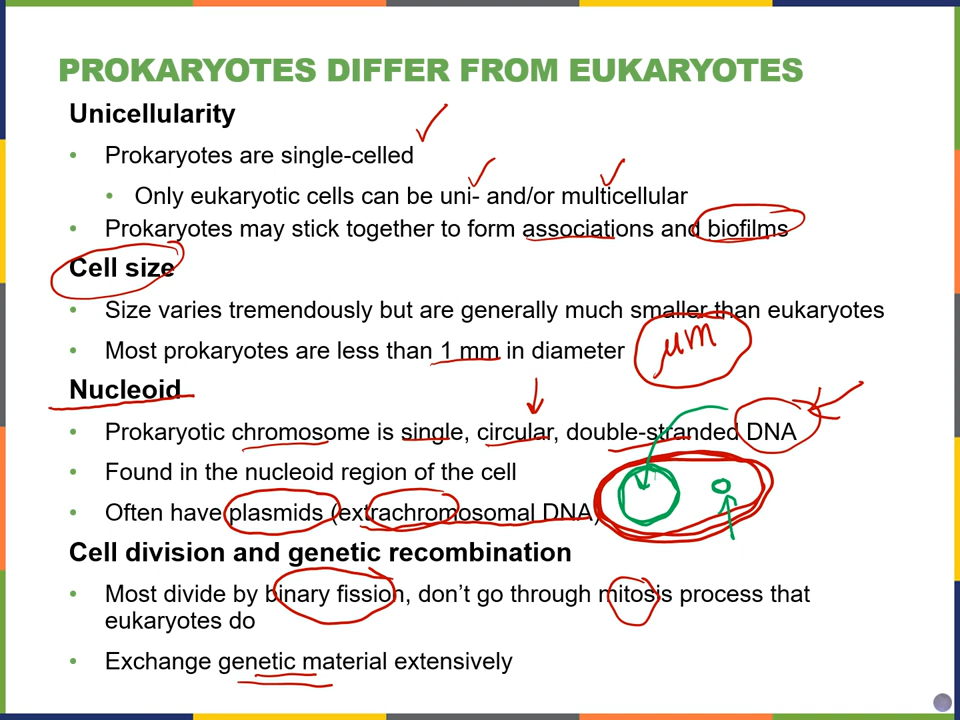 PROKARYOTES DIFFER FROM EUKARYOTES
Unicellularity
• Prokaryotes are single-celled
• Only eukaryotic cells can be uni- and/or multicellular
• Prokaryotes may stick together to form associations and biofilms
Cell size
• Size varies tremendously but are generally much smaller than eukaryotes
• Most prokaryotes are less than 1 mm in diameter
μm
Nucleoid
• Prokaryotic chromosome is single, circular, double-stranded DNA
• Found in the nucleoid region of the cell
• Often have plasmids (extrachromosomal DNA)
Cell division and genetic recombination
• Most divide by binary fission, don't go through mitosis process that
eukaryotes do
• Exchange genetic material extensively